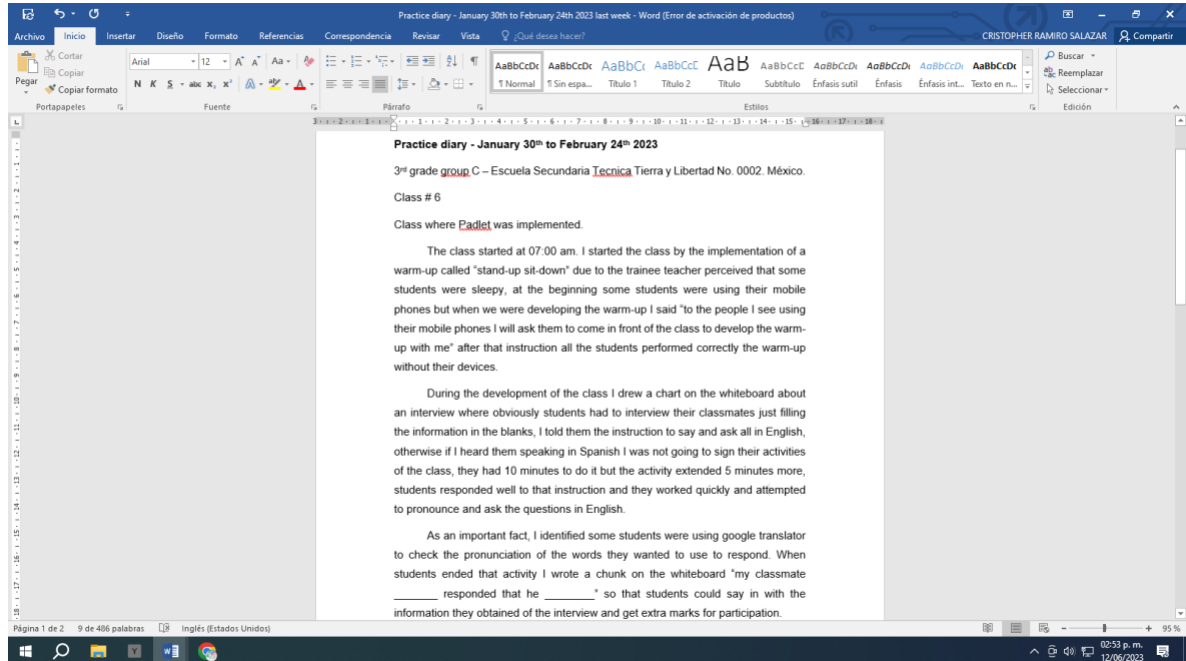 Practice diary - January 30th to February 24th 2023 last week - Word (Error de activación de productos)
Archivo Inicio Insertar Diseño Formato Referencias Correspondencia Revisar Vista ¿Qué desea hacer? CRISTOPHER RAMIRO SALAZAR Compartir
Pegar Cortar Copiar Copiar formato
Arial 12 Aa
N K S abc x₂ x² A A
AaBbCcDc AaBbCcDc AaBbCc AaBbCcE AaB AaBbCcE AaBbCcDt AaBbCcDt AaBbCcDt AaBbCcDc
¶ Normal ¶ Sin espa... Título 1 Título 2 Título Subtítulo Énfasis sutil Énfasis Énfasis int... Texto en n...
Buscar
Reemplazar
Seleccionar
Portapapeles Fuente Párrafo Estilos Edición
Practice diary - January 30th to February 24th 2023
3rd grade group C – Escuela Secundaria Tecnica Tierra y Libertad No. 0002. México.
Class # 6
Class where Padlet was implemented.
The class started at 07:00 am. I started the class by the implementation of a
warm-up called "stand-up sit-down" due to the trainee teacher perceived that some
students were sleepy, at the beginning some students were using their mobile
phones but when we were developing the warm-up I said "to the people I see using
their mobile phones I will ask them to come in front of the class to develop the warm-
up with me" after that instruction all the students performed correctly the warm-up
without their devices.
During the development of the class I drew a chart on the whiteboard about
an interview where obviously students had to interview their classmates just filling
the information in the blanks, I told them the instruction to say and ask all in English,
otherwise if I heard them speaking in Spanish I was not going to sign their activities
of the class, they had 10 minutes to do it but the activity extended 5 minutes more,
students responded well to that instruction and they worked quickly and attempted
to pronounce and ask the questions in English.
As an important fact, I identified some students were using google translator
to check the pronunciation of the words they wanted to use to respond. When
students ended that activity I wrote a chunk on the whiteboard "my classmate
_______ responded that he ________" so that students could say in with the
information they obtained of the interview and get extra marks for participation.
Página 1 de 2 9 de 486 palabras Inglés (Estados Unidos) 95 %
02:53 p. m.
12/06/2023